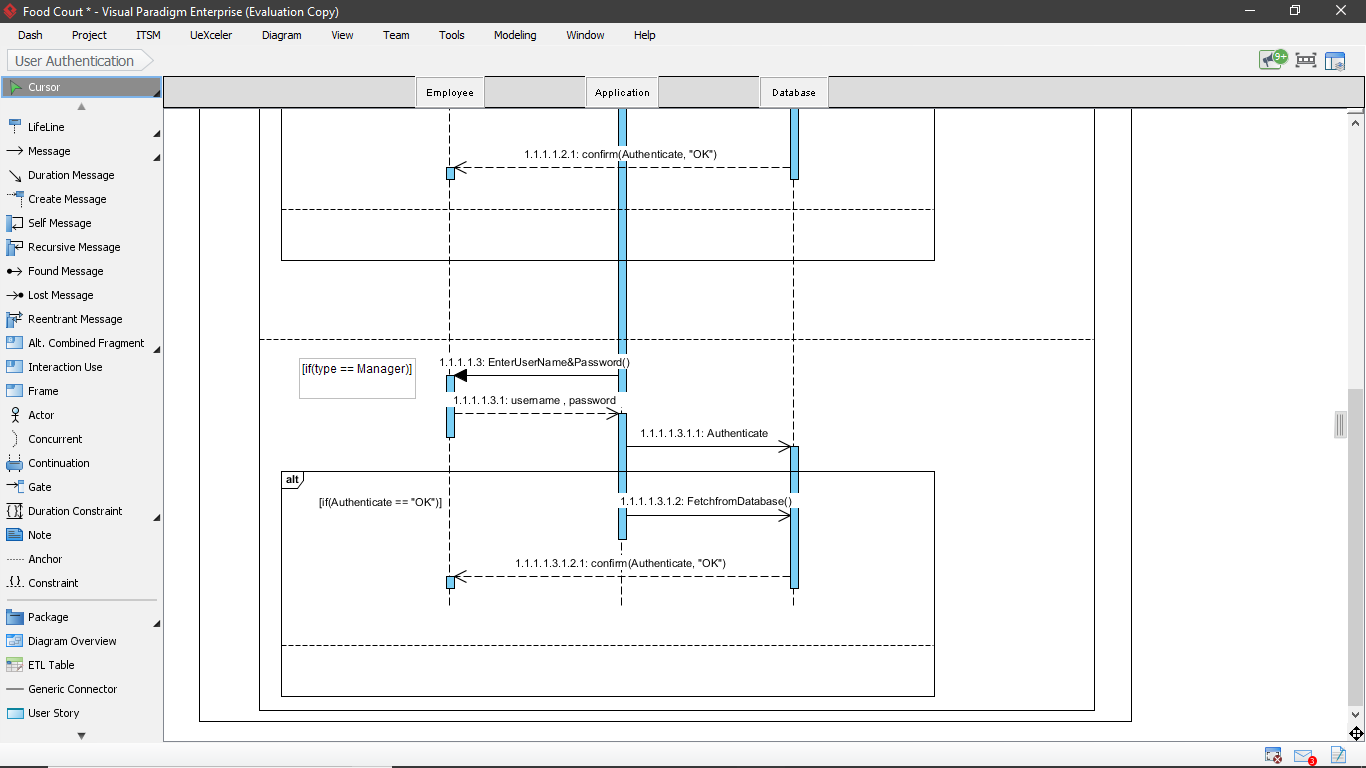 Food Court * - Visual Paradigm Enterprise (Evaluation Copy)
Dash Project ITSM UeXceler Diagram View Team Tools Modeling Window Help
User Authentication
9+
Cursor
LifeLine
Message
Duration Message
Create Message
Self Message
Recursive Message
Found Message
Lost Message
Reentrant Message
Alt. Combined Fragment
Interaction Use
Frame
Actor
Concurrent
Continuation
Gate
Duration Constraint
Note
Anchor
Constraint
Package
Diagram Overview
ETL Table
Generic Connector
User Story
Employee Application Database
1.1.1.1.2.1: confirm(Authenticate, "OK")
1.1.1.1.3: EnterUserName&Password()
[if(type == Manager)]
1.1.1.1.3.1: username , password
1.1.1.1.3.1.1: Authenticate
alt
[if(Authenticate == "OK")]
1.1.1.1.3.1.2: FetchfromDatabase()
1.1.1.1.3.1.2.1: confirm(Authenticate, "OK")
3